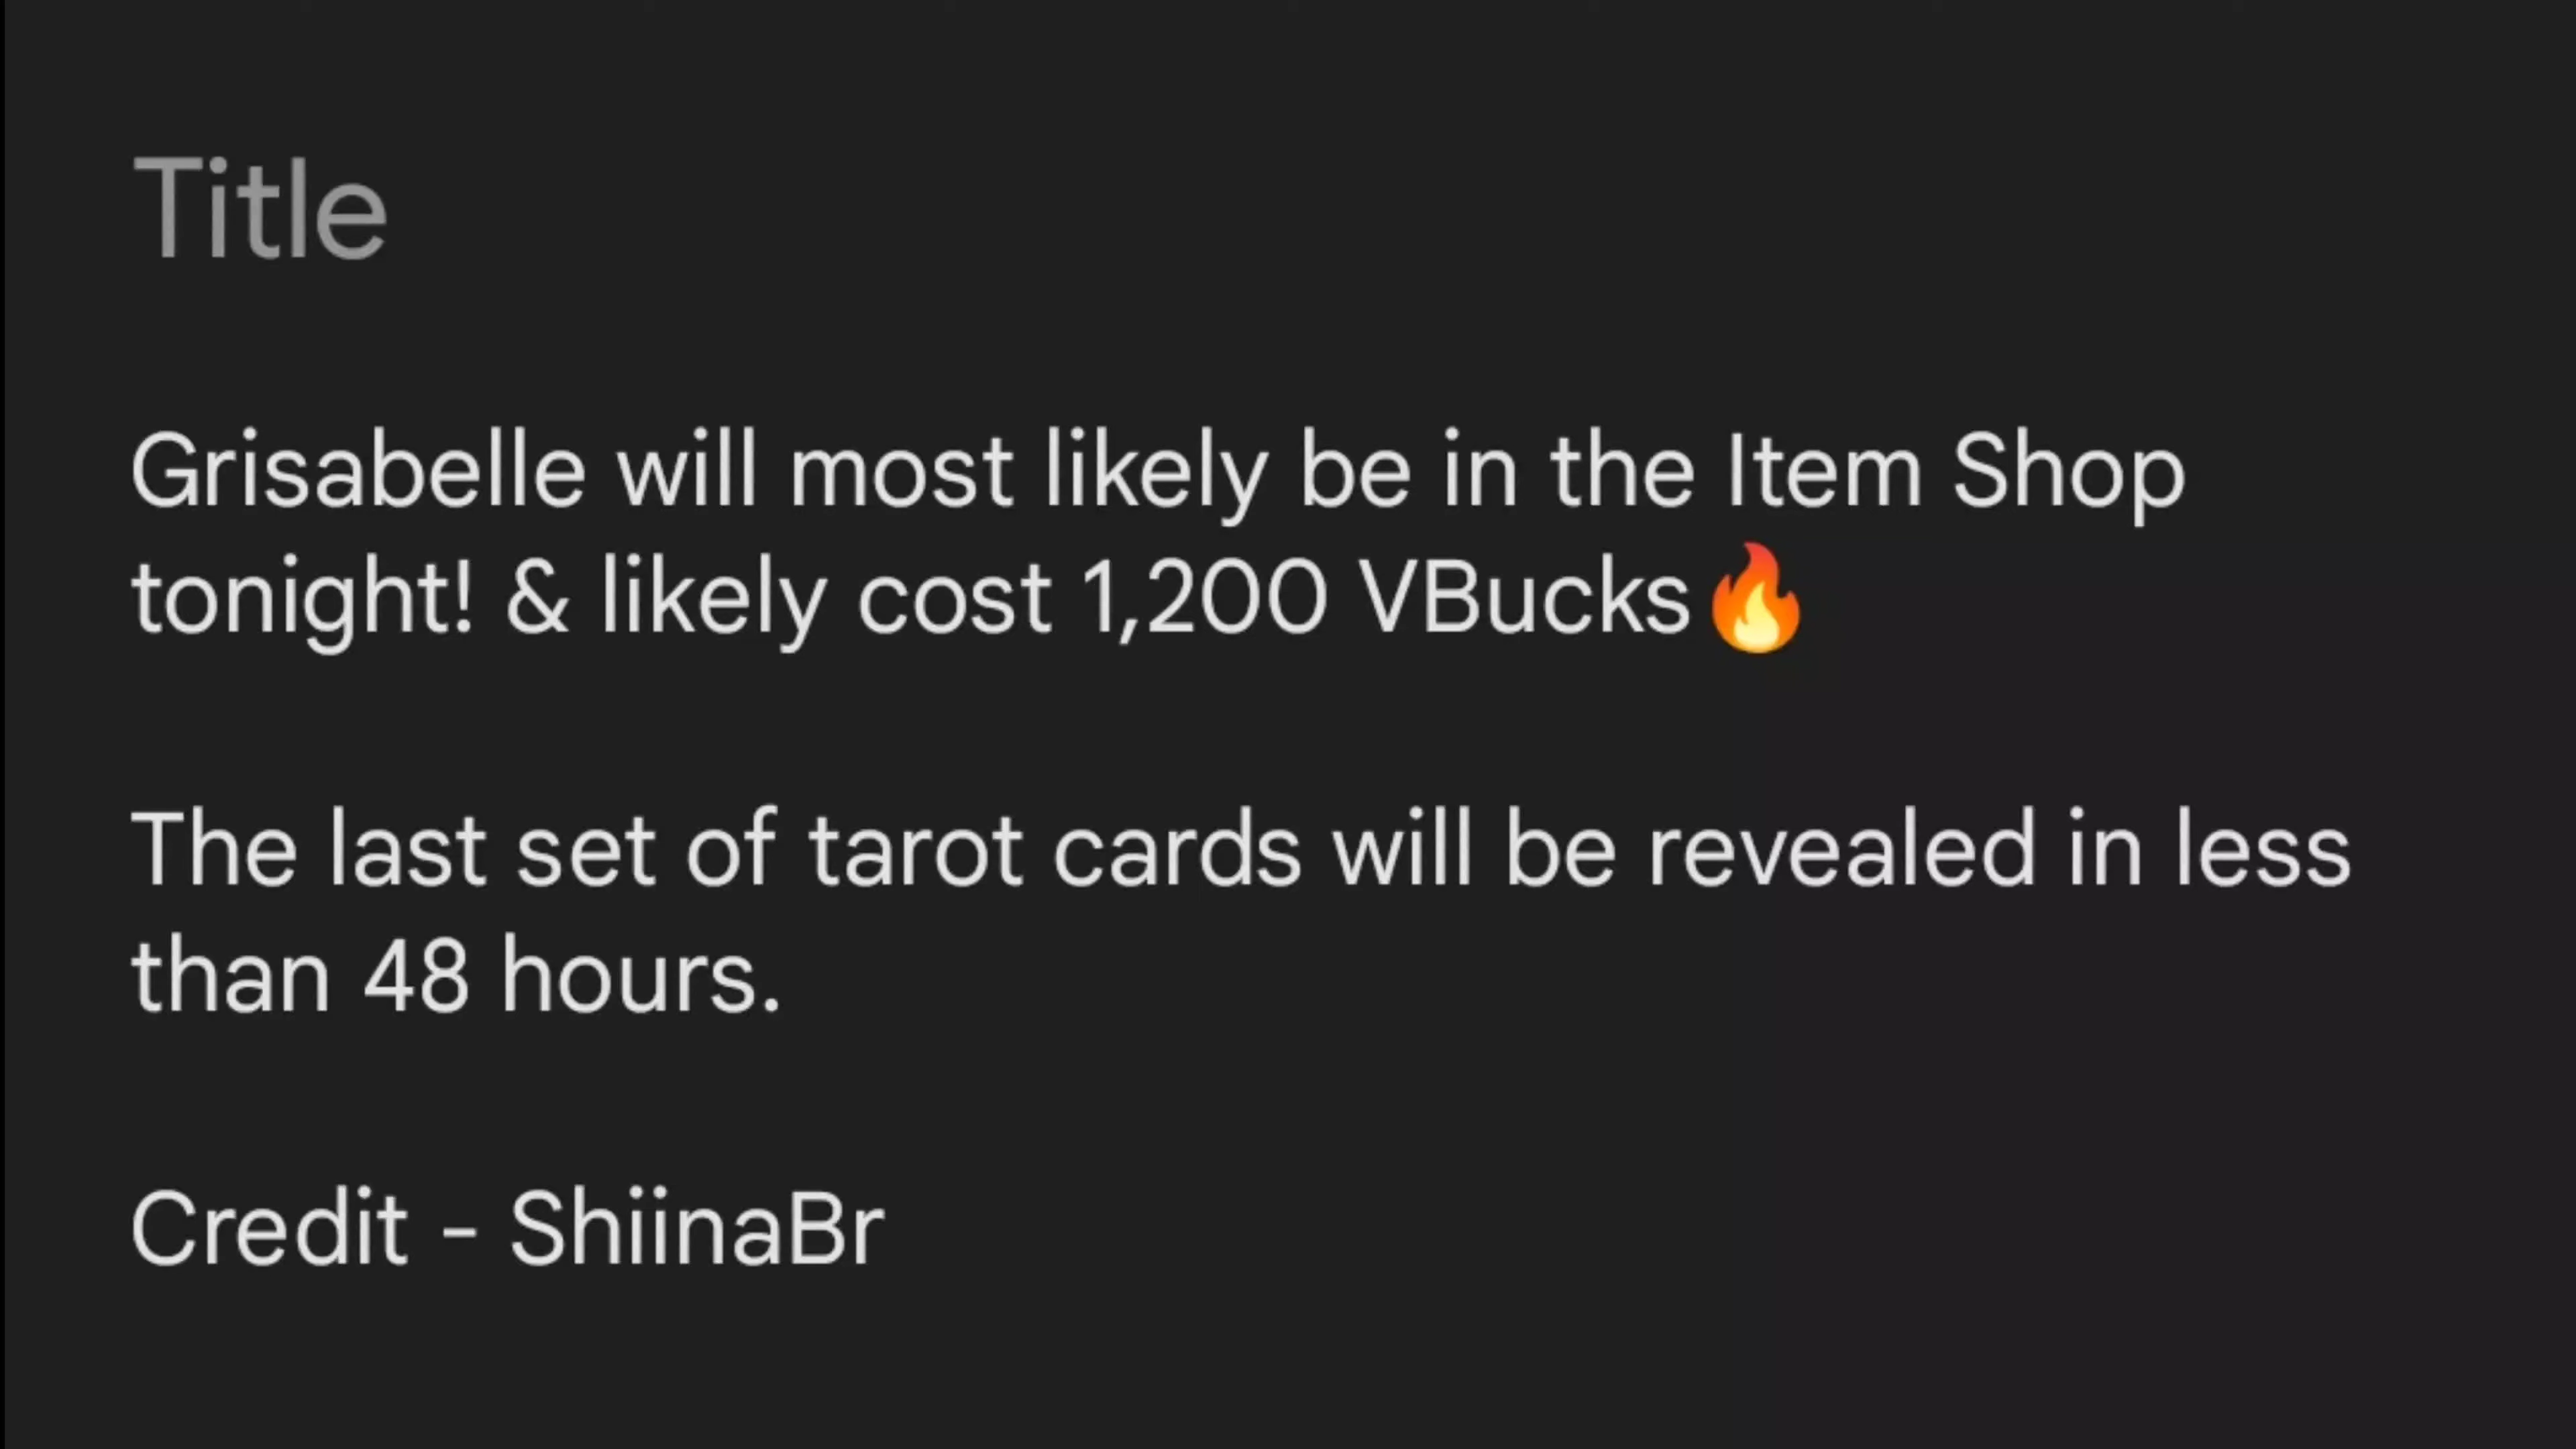 Title
Grisabelle will most likely be in the Item Shop
tonight! & likely cost 1,200 VBucks🔥
The last set of tarot cards will be revealed in less
than 48 hours.
Credit - ShiinaBr